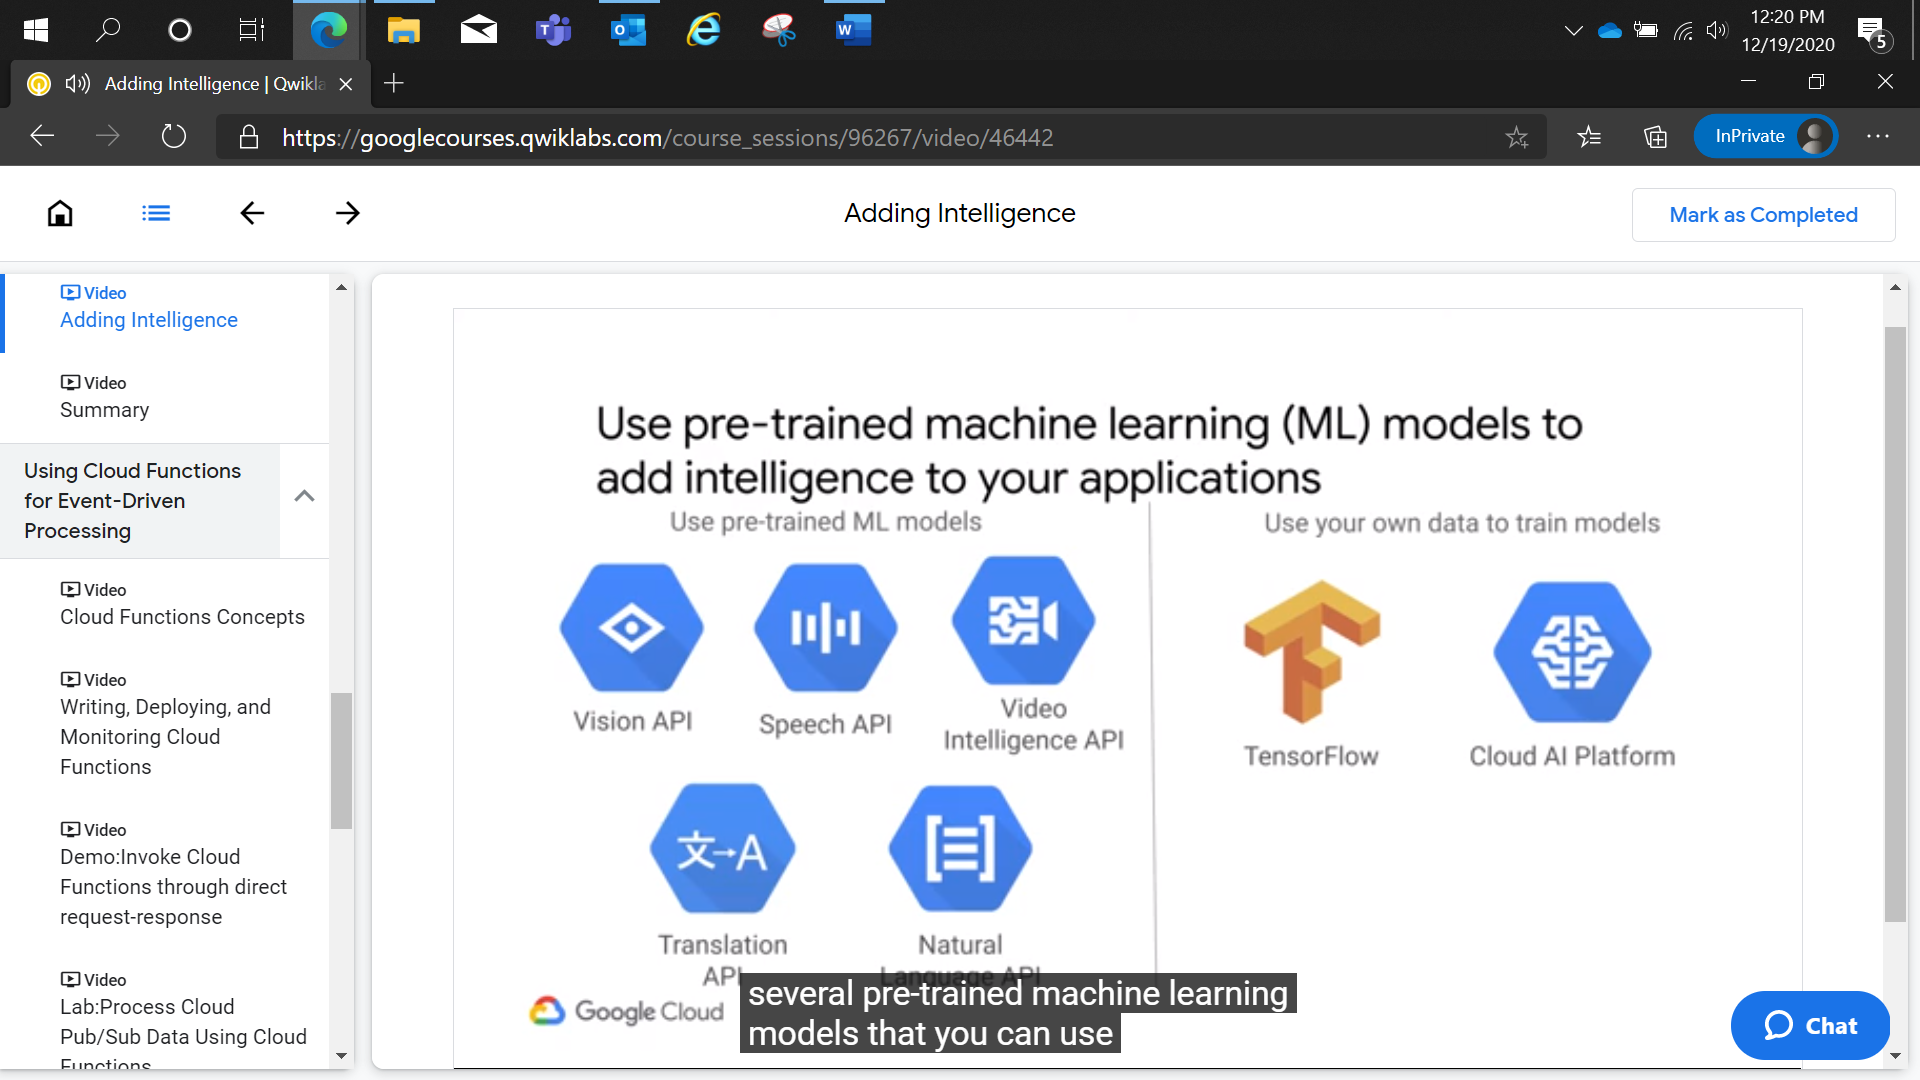 12:20 PM
12/19/2020
5
Adding Intelligence | Qwikla
https://googlecourses.qwiklabs.com/course_sessions/96267/video/46442
InPrivate
Adding Intelligence
Mark as Completed
Video
Adding Intelligence
Video
Summary
Using Cloud Functions
for Event-Driven
Processing
Video
Cloud Functions Concepts
Video
Writing, Deploying, and
Monitoring Cloud
Functions
Video
Demo:Invoke Cloud
Functions through direct
request-response
Video
Lab:Process Cloud
Pub/Sub Data Using Cloud
Functions
Use pre-trained machine learning (ML) models to
add intelligence to your applications
Use pre-trained ML models
Vision API
Speech API
Video
Intelligence API
文→A
Translation
API
Natural
Language API
Use your own data to train models
TensorFlow
Cloud AI Platform
Google Cloud
several pre-trained machine learning
models that you can use
Chat